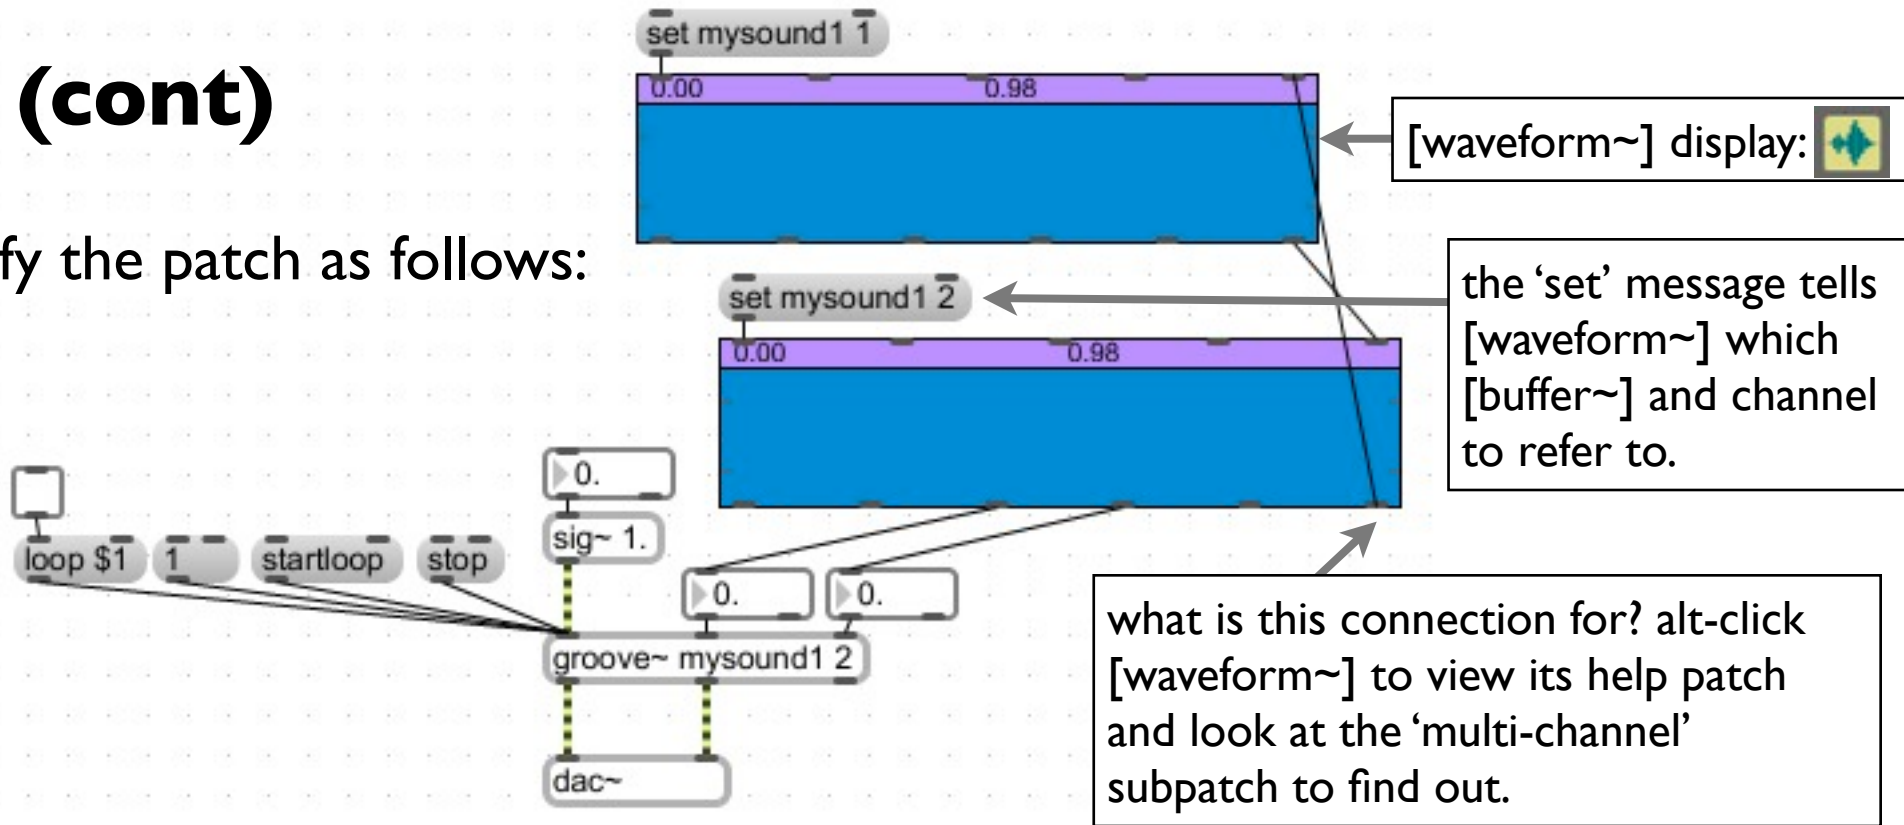 (cont)
fy the patch as follows:
set mysound1 1
0.00 0.98
[waveform~] display:
set mysound1 2
0.00 0.98
the ‘set’ message tells
[waveform~] which
[buffer~] and channel
to refer to.
0.
sig~ 1.
loop $1
1
startloop
stop
0.
0.
groove~ mysound1 2
dac~
what is this connection for? alt-click
[waveform~] to view its help patch
and look at the ‘multi-channel’
subpatch to find out.